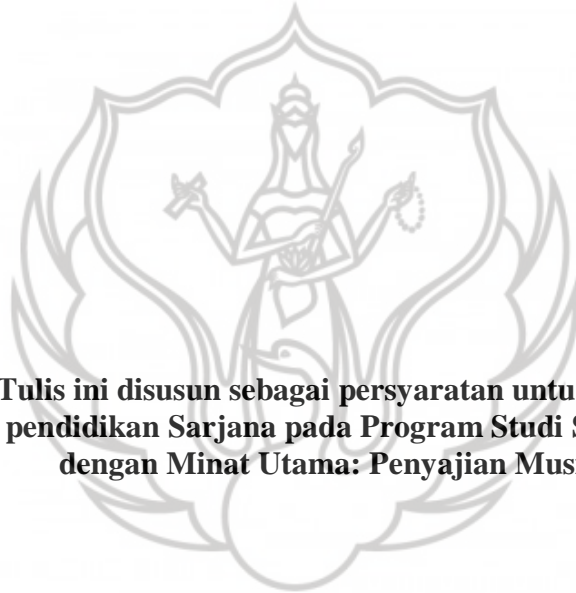 Tulis ini disusun sebagai persyaratan untu
pendidikan Sarjana pada Program Studi S
dengan Minat Utama: Penyajian Mus